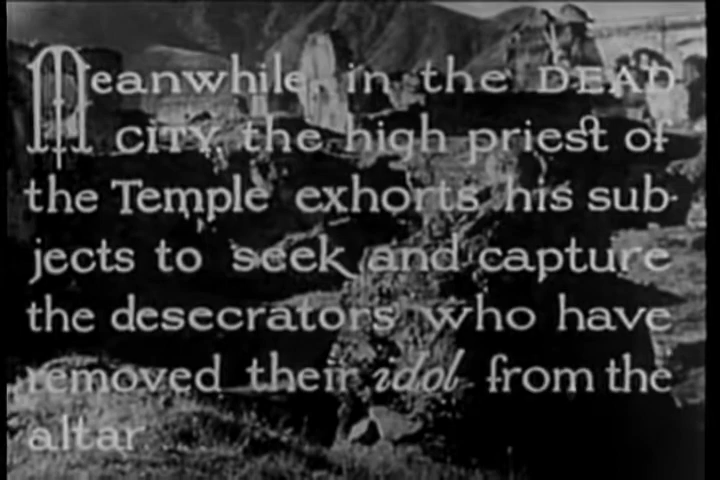 Meanwhile, in the DEAD
CITY, the high priest of
the Temple exhorts his sub-
jects to seek and capture
the desecrators who have
removed their idol from the
altar ....